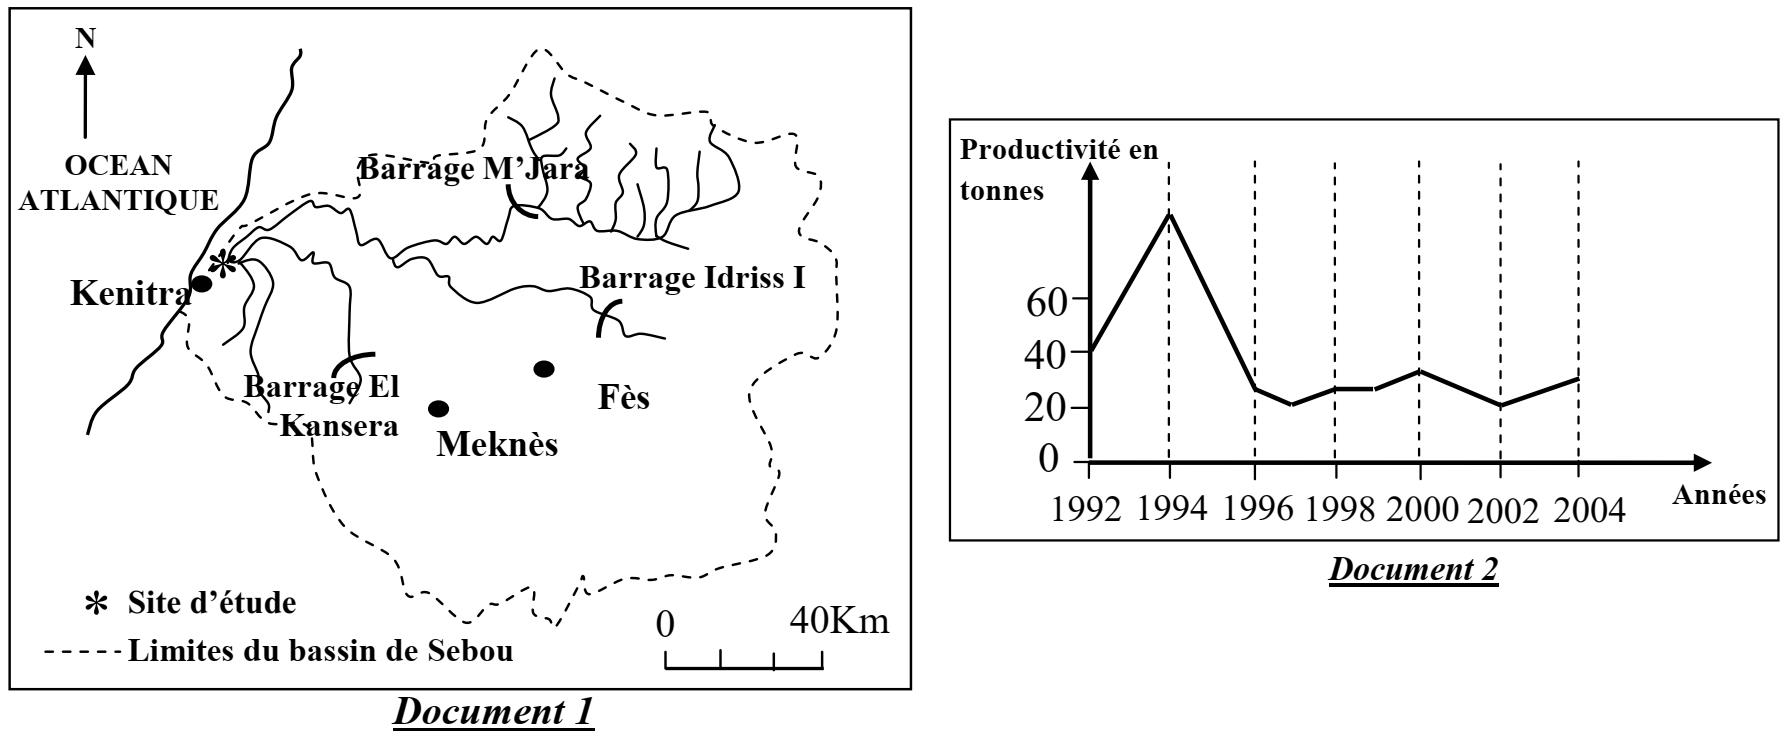 N
OCEAN
ATLANTIQUE
Barrage M’Jara
Barrage Idriss I
Kenitra
Barrage El
Kansera
Fès
Meknès
* Site d’étude
Limites du bassin de Sebou
0 40Km
Document 1
Productivité en
tonnes
60
40
20
0
1992 1994 1996 1998 2000 2002 2004
Années
Document 2